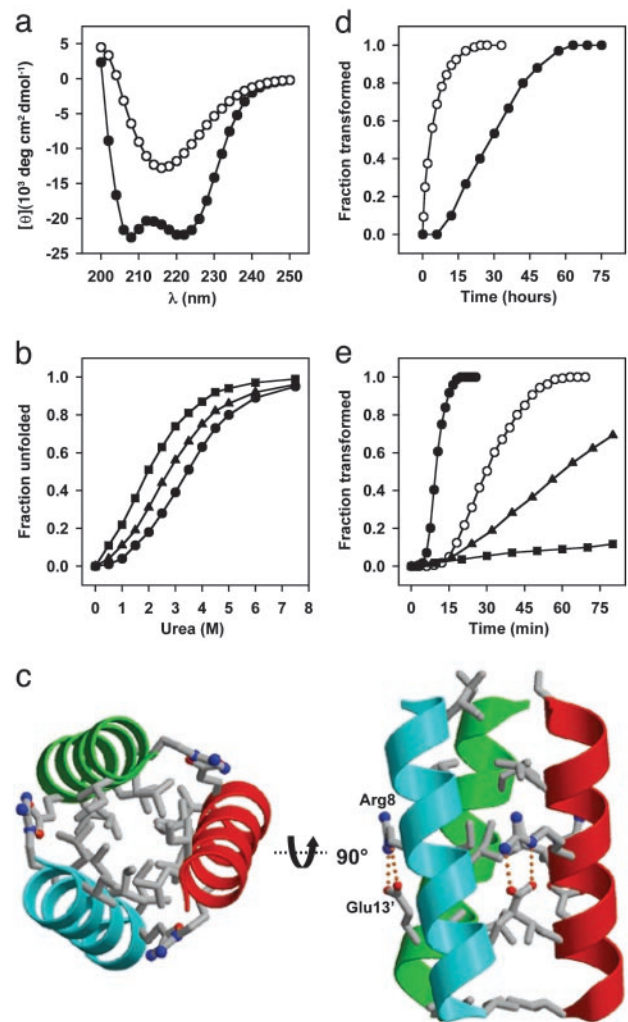 a
5
0
-5
-10
-15
-20
-25
[θ](10³ deg cm² dmol⁻¹)
200 210 220 230 240 250
λ (nm)
d
1.0
0.8
0.6
0.4
0.2
0.0
Fraction transformed
0 15 30 45 60 75
Time (hours)
b
1.0
0.8
0.6
0.4
0.2
0.0
Fraction unfolded
0 1 2 3 4 5 6 7 8
Urea (M)
e
1.0
0.8
0.6
0.4
0.2
0.0
Fraction transformed
0 15 30 45 60 75
Time (min)
c
90°
Arg8
Glu13'